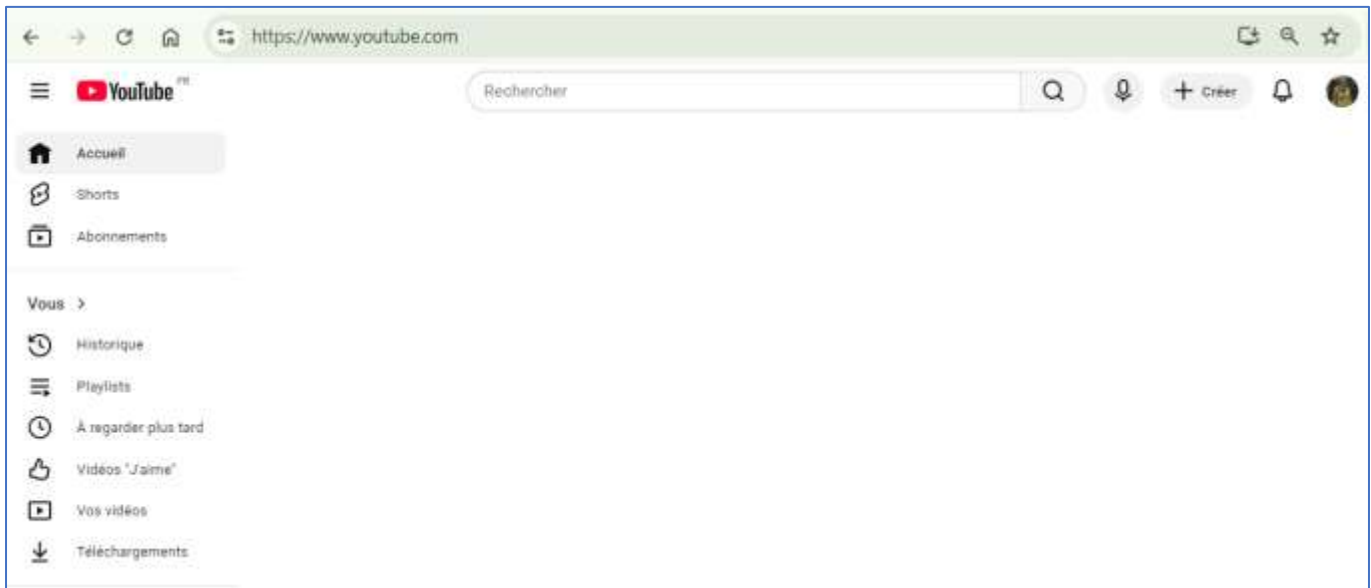 https://www.youtube.com
YouTube FR
Rechercher
Créer
Accueil
Shorts
Abonnements
Vous
Historique
Playlists
À regarder plus tard
Vidéos "J'aime"
Vos vidéos
Téléchargements